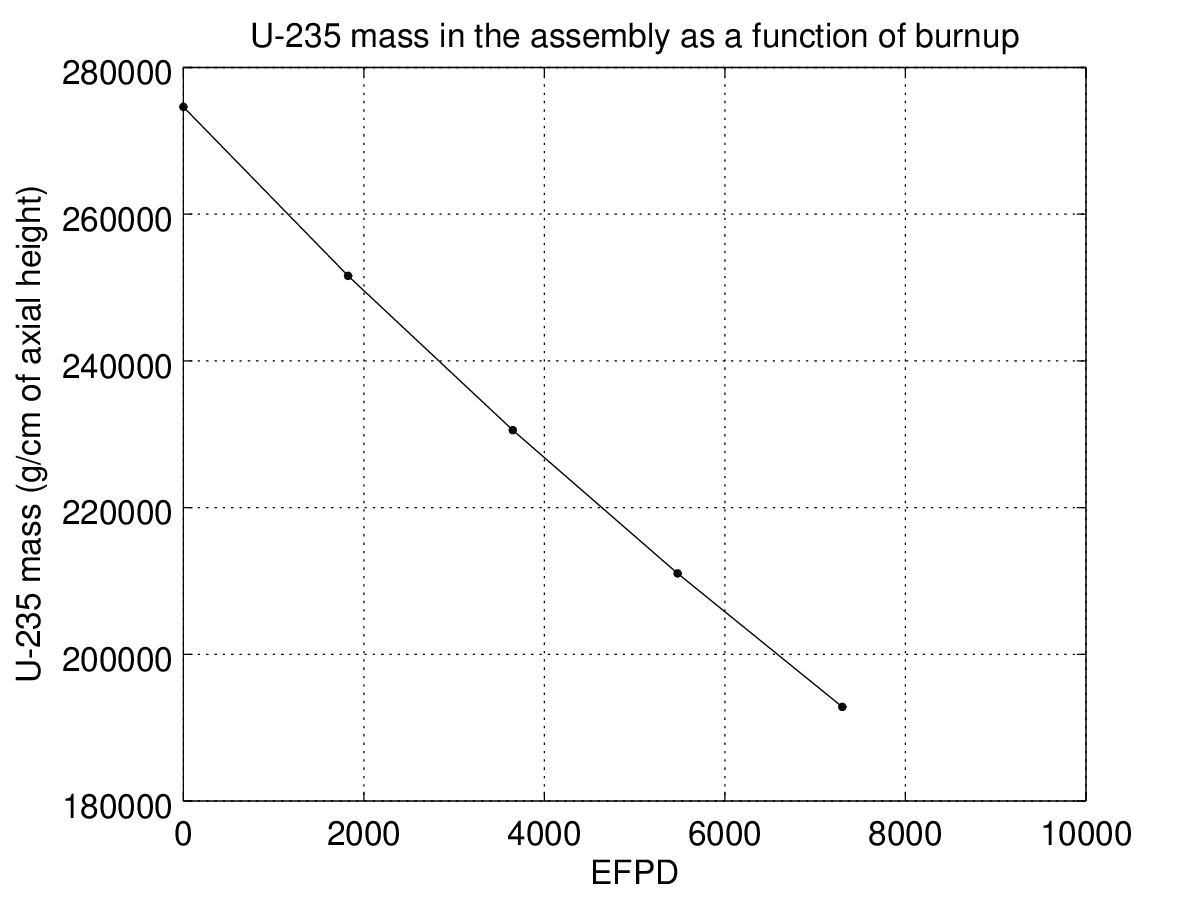 U-235 mass in the assembly as a function of burnup
280000
260000
240000
220000
200000
180000
U-235 mass (g/cm of axial height)
0 2000 4000 6000 8000 10000
EFPD